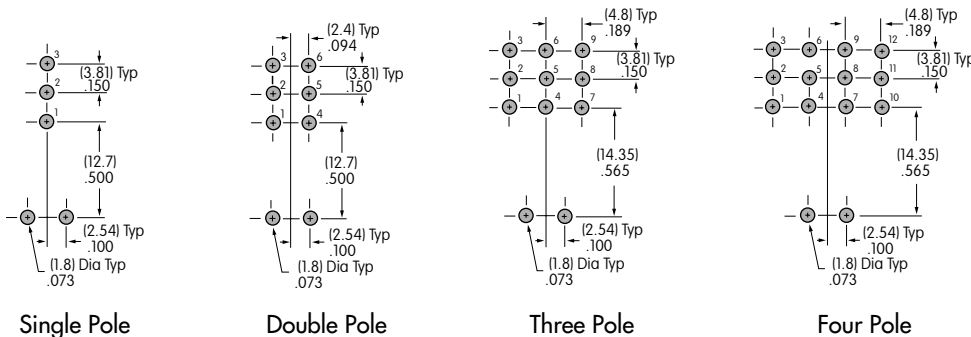 3
(3.81) Typ
.150
2
1
(12.7)
.500
(2.54) Typ
.100
(1.8) Dia Typ
.073
Single Pole
(2.4) Typ
.094
3 6
(3.81) Typ
.150
2 5
1 4
(12.7)
.500
(2.54) Typ
.100
(1.8) Dia Typ
.073
Double Pole
(4.8) Typ
.189
3 6 9
(3.81) Typ
.150
2 5 8
1 4 7
(14.35)
.565
(2.54) Typ
.100
(1.8) Dia Typ
.073
Three Pole
(4.8) Typ
.189
3 6 9 12
(3.81) Typ
.150
2 5 8 11
1 4 7 10
(14.35)
.565
(2.54) Typ
.100
(1.8) Dia Typ
.073
Four Pole